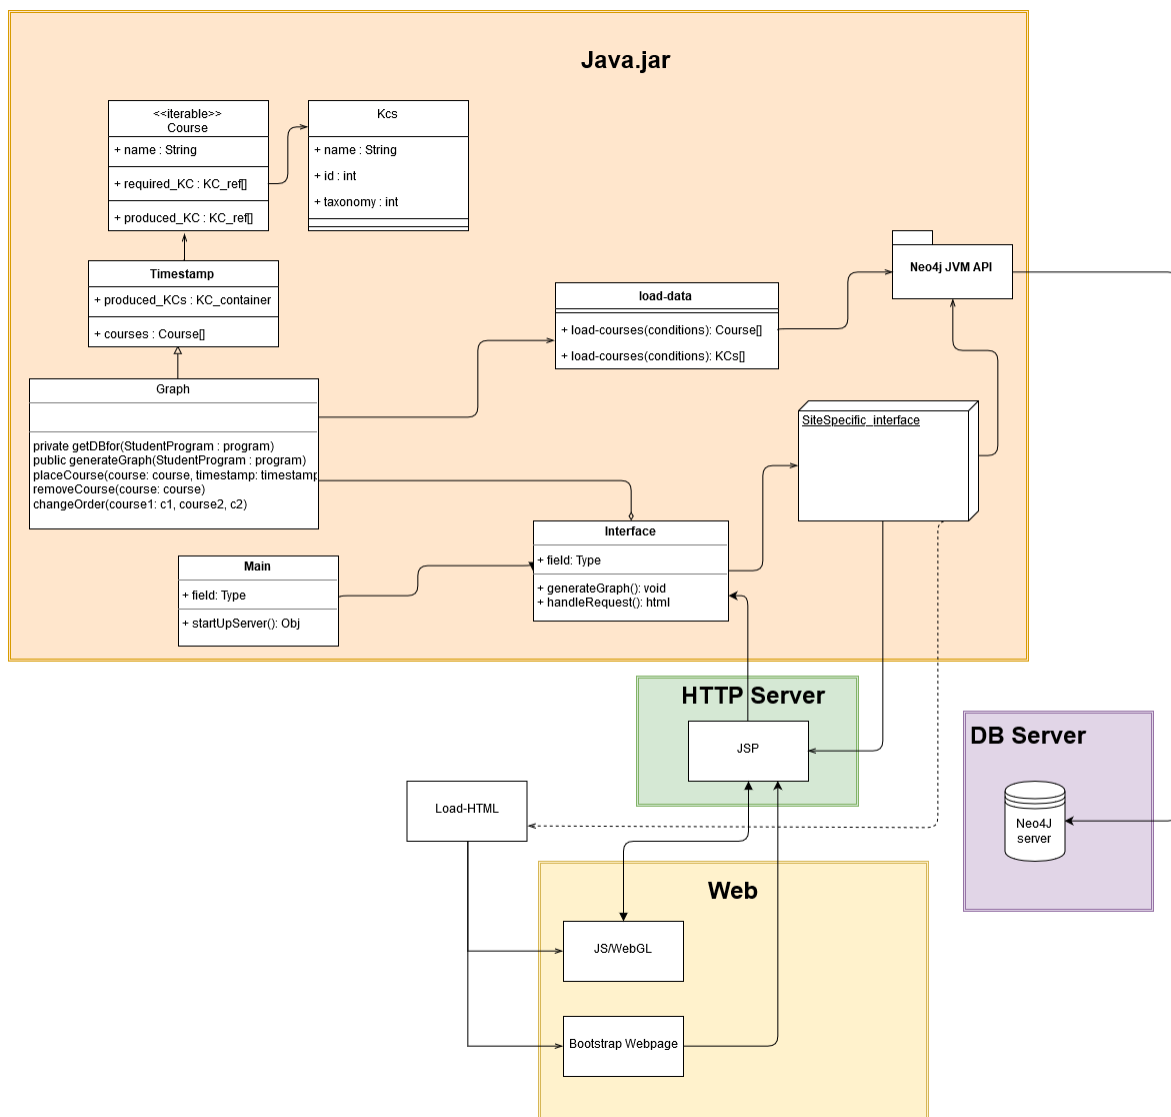 Java.jar
<<iterable>>
Course
+ name : String
+ required_KC : KC_ref[]
+ produced_KC : KC_ref[]
Kcs
+ name : String
+ id : int
+ taxonomy : int
Timestamp
+ produced_KCs : KC_container
+ courses : Course[]
Graph
private getDBfor(StudentProgram : program)
public generateGraph(StudentProgram : program)
placeCourse(course: course, timestamp: timestamp
removeCourse(course: course)
changeOrder(course1: c1, course2, c2)
load-data
+ load-courses(conditions): Course[]
+ load-courses(conditions): KCs[]
Neo4j JVM API
SiteSpecific_interface
Interface
+ field: Type
+ generateGraph(): void
+ handleRequest(): html
Main
+ field: Type
+ startUpServer(): Obj
HTTP Server
JSP
DB Server
Neo4J
server
Load-HTML
Web
JS/WebGL
Bootstrap Webpage